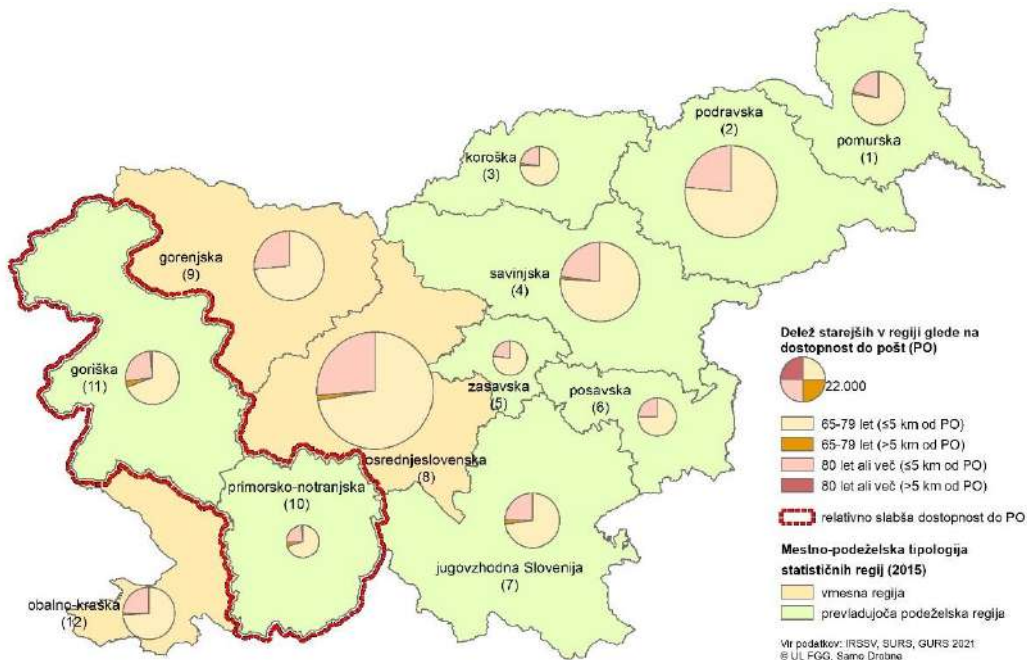 podravska
(2)
pomurska
(1)
koroška
(3)
gorenjska
(9)
savinjska
(4)
goriška
(11)
zasavska
(5)
posavska
(6)
osrednjeslovenska
(8)
primorsko-notranjska
(10)
jugovzhodna Slovenija
(7)
obalno-kraška
(12)
Delež starejših v regiji glede na
dostopnost do pošt (PO)
22.000
65-79 let (≤5 km od PO)
65-79 let (>5 km od PO)
80 let ali več (≤5 km od PO)
80 let ali več (>5 km od PO)
relativno slabša dostopnost do PO
Mestno-podeželska tipologija
statističnih regij (2015)
vmesna regija
prevladujoča podeželska regija
Vir podatkov: IRSSV, SURS, GURS 2021
© UL FGG, Samo Drobne